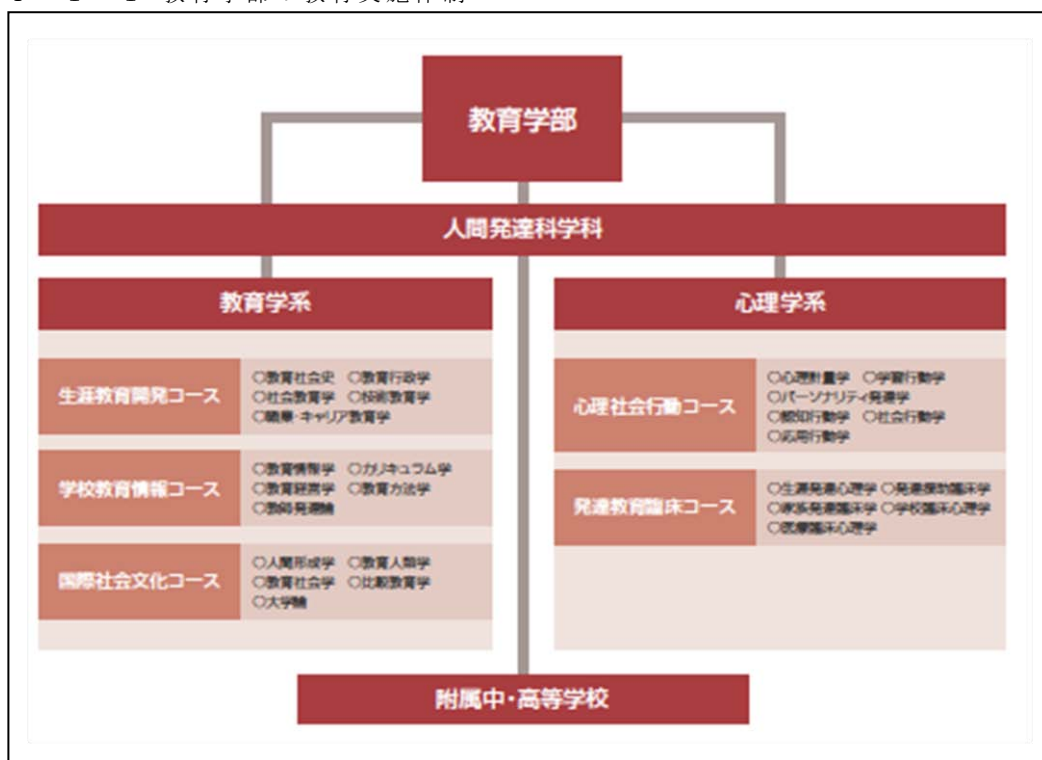 教育学部
人間発達科学科
教育学系
生涯教育開発コース
○教育社会史 ○教育行政学
○社会教育学 ○技術教育学
○職業・キャリア教育学
学校教育情報コース
○教育情報学 ○カリキュラム学
○教育経営学 ○教育方法学
○教師発達論
国際社会文化コース
○人間形成学 ○教育人類学
○教育社会学 ○比較教育学
○大学論
心理学系
心理社会行動コース
○心理計量学 ○学習行動学
○パーソナリティ発達学
○認知行動学 ○社会行動学
○応用行動学
発達教育臨床コース
○生涯発達心理学 ○発達援助臨床学
○家族発達臨床学 ○学校臨床心理学
○医療臨床心理学
附属中・高等学校